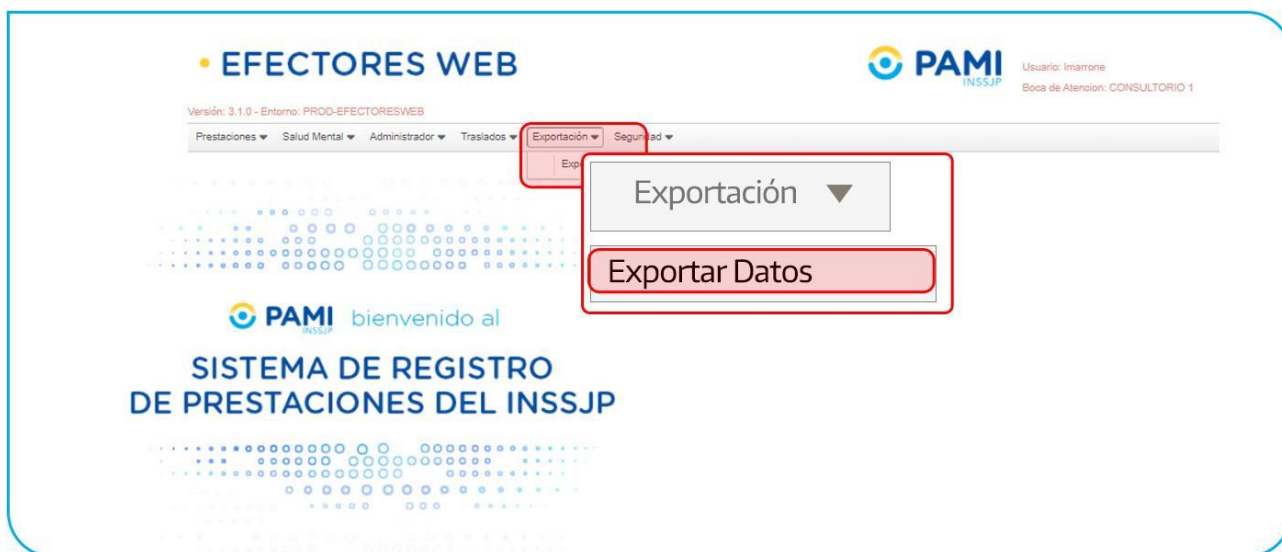 • EFECTORES WEB
PAMI
INSSJP
Usuario: lmarrone
Boca de Atencion: CONSULTORIO 1
Versión: 3.1.0 - Entorno: PROD-EFECTORESWEB
Prestaciones ▼ Salud Mental ▼ Administrador ▼ Traslados ▼ Exportación ▼ Seguridad ▼
Exportación ▼
Exportar Datos
PAMI bienvenido al
INSSJP
SISTEMA DE REGISTRO
DE PRESTACIONES DEL INSSJP